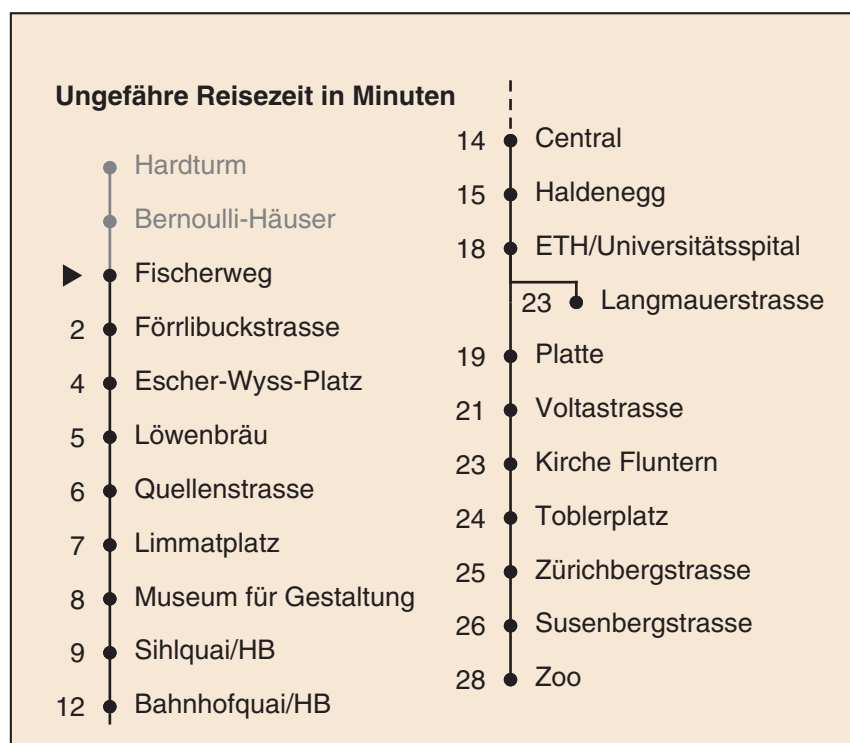 Ungefähre Reisezeit in Minuten
Hardturm
Bernoulli-Häuser
Fischerweg
2 Förrlibuckstrasse
4 Escher-Wyss-Platz
5 Löwenbräu
6 Quellenstrasse
7 Limmatplatz
8 Museum für Gestaltung
9 Sihlquai/HB
12 Bahnhofquai/HB
14 Central
15 Haldenegg
18 ETH/Universitätsspital
23 Langmauerstrasse
19 Platte
21 Voltastrasse
23 Kirche Fluntern
24 Toblerplatz
25 Zürichbergstrasse
26 Susenbergstrasse
28 Zoo